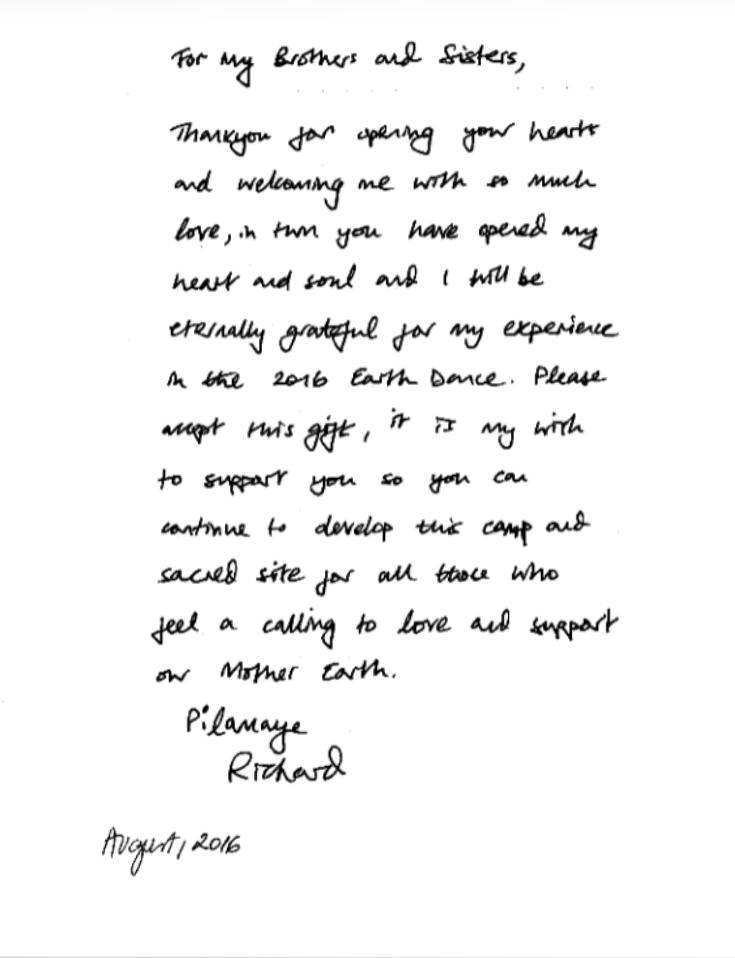 For My Brothers and Sisters,
Thankyou for opening your hearts
and welcoming me with so much
love, in turn you have opened my
heart and soul and I will be
eternally grateful for my experience
in the 2016 Earth Dance. Please
accept this gift, it is my wish
to support you so you can
continue to develop this camp and
sacred site for all those who
feel a calling to love and support
our Mother Earth.
Pilamaye
Richard
August, 2016